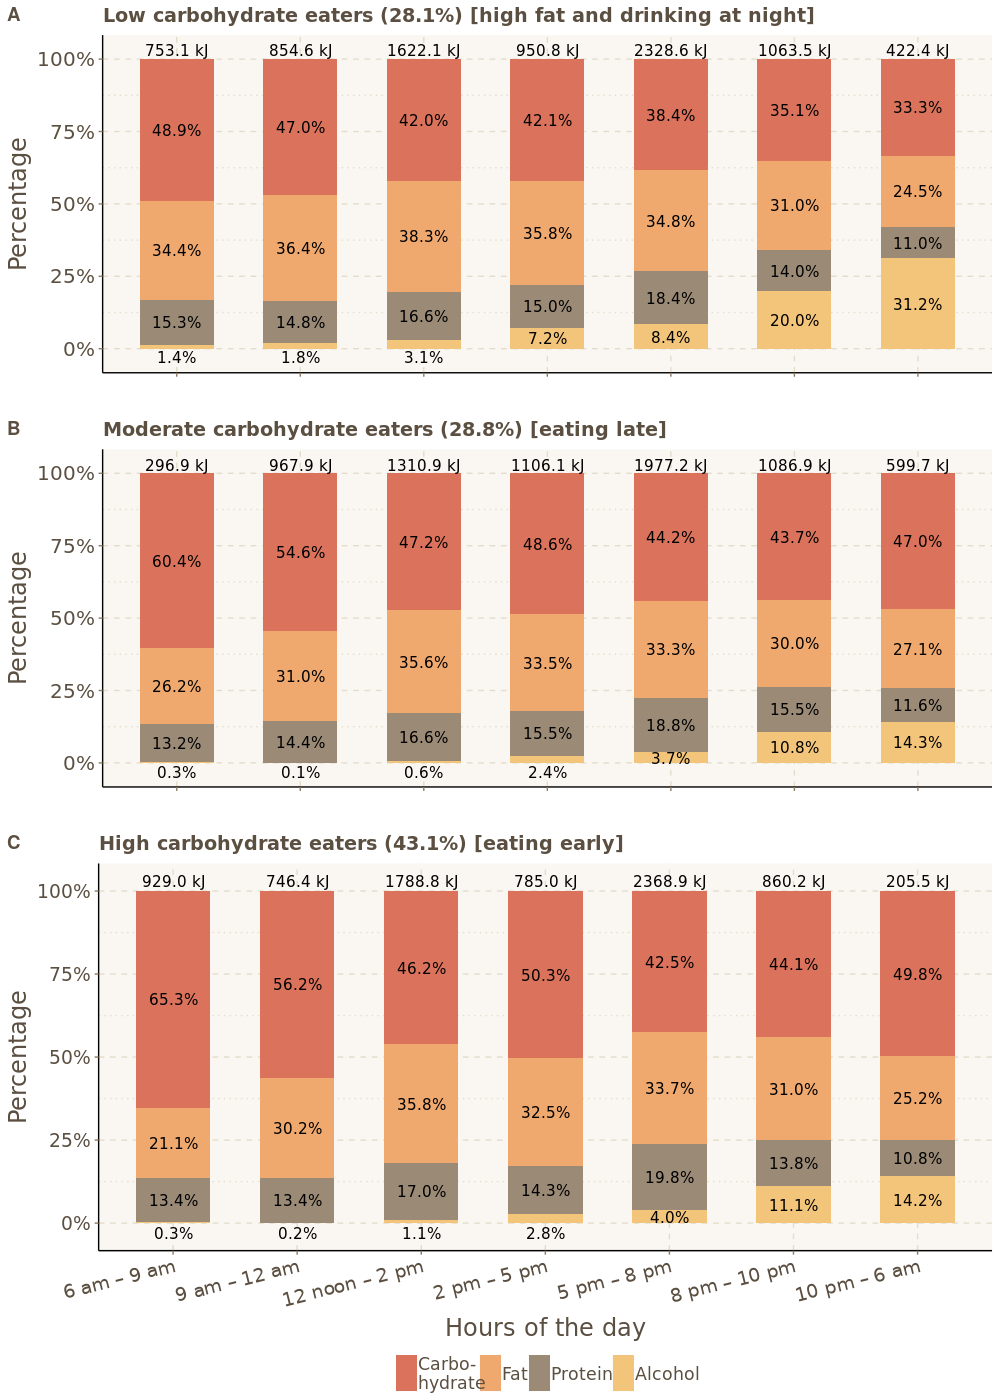 A
Low carbohydrate eaters (28.1%) [high fat and drinking at night]
753.1 kJ 854.6 kJ 1622.1 kJ 950.8 kJ 2328.6 kJ 1063.5 kJ 422.4 kJ
100%
75%
50%
25%
0%
Percentage
48.9% 47.0% 42.0% 42.1% 38.4% 35.1% 33.3%
34.4% 36.4% 38.3% 35.8% 34.8% 31.0% 24.5%
15.3% 14.8% 16.6% 15.0% 18.4% 14.0% 11.0%
1.4% 1.8% 3.1% 7.2% 8.4% 20.0% 31.2%
B
Moderate carbohydrate eaters (28.8%) [eating late]
296.9 kJ 967.9 kJ 1310.9 kJ 1106.1 kJ 1977.2 kJ 1086.9 kJ 599.7 kJ
100%
75%
50%
25%
0%
Percentage
60.4% 54.6% 47.2% 48.6% 44.2% 43.7% 47.0%
26.2% 31.0% 35.6% 33.5% 33.3% 30.0% 27.1%
13.2% 14.4% 16.6% 15.5% 18.8% 15.5% 11.6%
0.3% 0.1% 0.6% 2.4% 3.7% 10.8% 14.3%
C
High carbohydrate eaters (43.1%) [eating early]
929.0 kJ 746.4 kJ 1788.8 kJ 785.0 kJ 2368.9 kJ 860.2 kJ 205.5 kJ
100%
75%
50%
25%
0%
Percentage
65.3% 56.2% 46.2% 50.3% 42.5% 44.1% 49.8%
21.1% 30.2% 35.8% 32.5% 33.7% 31.0% 25.2%
13.4% 13.4% 17.0% 14.3% 19.8% 13.8% 10.8%
0.3% 0.2% 1.1% 2.8% 4.0% 11.1% 14.2%
6 am – 9 am 9 am – 12 am 12 noon – 2 pm 2 pm – 5 pm 5 pm – 8 pm 8 pm – 10 pm 10 pm – 6 am
Hours of the day
Carbo-
hydrate
Fat
Protein
Alcohol